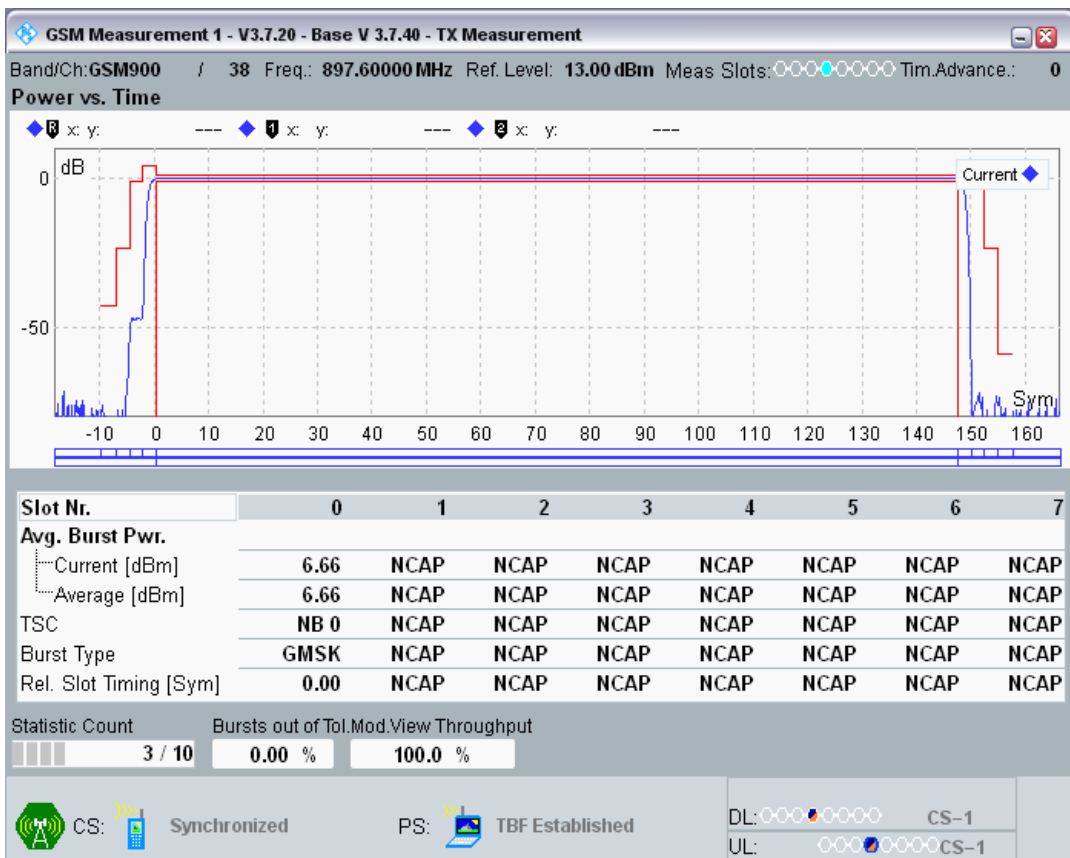 GSM Measurement 1 - V3.7.20 - Base V 3.7.40 - TX Measurement
Band/Ch:GSM900 / 38 Freq.: 897.60000 MHz Ref. Level: 13.00 dBm Meas Slots: Tim.Advance.: 0
Power vs. Time
R x: y: --- 1 x: y: --- 2 x: y: ---
dB
Current
0
-50
Sym
-10 0 10 20 30 40 50 60 70 80 90 100 110 120 130 140 150 160
Slot Nr. 0 1 2 3 4 5 6 7
Avg. Burst Pwr.
Current [dBm] 6.66 NCAP NCAP NCAP NCAP NCAP NCAP NCAP
Average [dBm] 6.66 NCAP NCAP NCAP NCAP NCAP NCAP NCAP
TSC NB 0 NCAP NCAP NCAP NCAP NCAP NCAP NCAP
Burst Type GMSK NCAP NCAP NCAP NCAP NCAP NCAP NCAP
Rel. Slot Timing [Sym] 0.00 NCAP NCAP NCAP NCAP NCAP NCAP NCAP
Statistic Count Bursts out of Tol. Mod.View Throughput
3 / 10 0.00 % 100.0 %
CS: Synchronized PS: TBF Established DL: CS-1
UL: CS-1